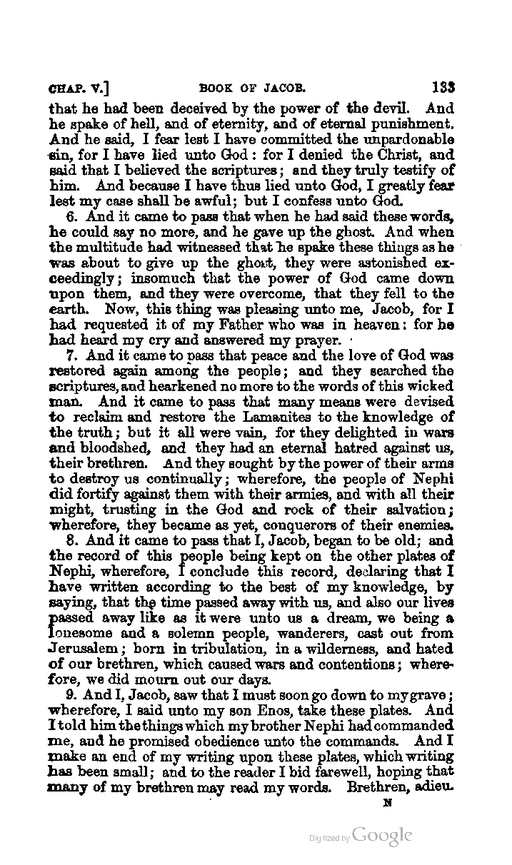 CHAP. V.] BOOK OF JACOB. 133
that he had been deceived by the power of the devil. And
he spake of hell, and of eternity, and of eternal punishment.
And he said, I fear lest I have committed the unpardonable
sin, for I have lied unto God: for I denied the Christ, and
said that I believed the scriptures; and they truly testify of
him. And because I have thus lied unto God, I greatly fear
lest my case shall be awful; but I confess unto God.
6. And it came to pass that when he had said these words,
he could say no more, and he gave up the ghost. And when
the multitude had witnessed that he spake these things as he
was about to give up the ghost, they were astonished ex-
ceedingly; insomuch that the power of God came down
upon them, and they were overcome, that they fell to the
earth. Now, this thing was pleasing unto me, Jacob, for I
had requested it of my Father who was in heaven: for he
had heard my cry and answered my prayer.
7. And it came to pass that peace and the love of God was
restored again among the people; and they searched the
scriptures, and hearkened no more to the words of this wicked
man. And it came to pass that many means were devised
to reclaim and restore the Lamanites to the knowledge of
the truth; but it all were vain, for they delighted in wars
and bloodshed, and they had an eternal hatred against us,
their brethren. And they sought by the power of their arms
to destroy us continually; wherefore, the people of Nephi
did fortify against them with their armies, and with all their
might, trusting in the God and rock of their salvation;
wherefore, they became as yet, conquerors of their enemies.
8. And it came to pass that I, Jacob, began to be old; and
the record of this people being kept on the other plates of
Nephi, wherefore, I conclude this record, declaring that I
have written according to the best of my knowledge, by
saying, that the time passed away with us, and also our lives
passed away like as it were unto us a dream, we being a
lonesome and a solemn people, wanderers, cast out from
Jerusalem; born in tribulation, in a wilderness, and hated
of our brethren, which caused wars and contentions; where-
fore, we did mourn out our days.
9. And I, Jacob, saw that I must soon go down to my grave;
wherefore, I said unto my son Enos, take these plates. And
I told him the things which my brother Nephi had commanded
me, and he promised obedience unto the commands. And I
make an end of my writing upon these plates, which writing
has been small; and to the reader I bid farewell, hoping that
many of my brethren may read my words. Brethren, adieu.
N
Digitized by Google